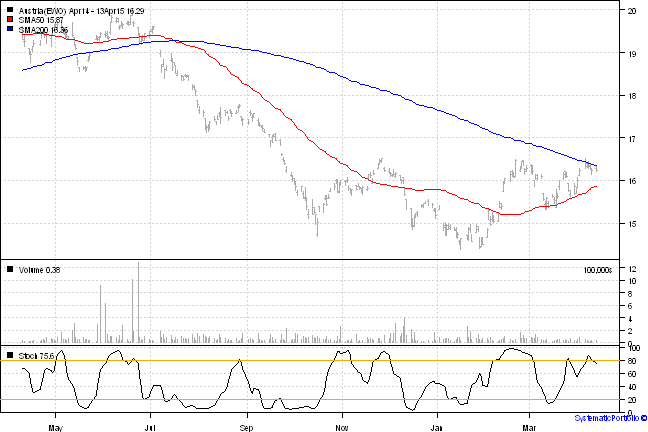 Austria(EWO) Apr14 - 13Apr15 16.29
SMA50 15.87
SMA200 16.36
20
19
18
17
16
15
Volume 0.38
100,000s
12
10
8
6
4
2
0
Stoch 75.6
100
80
60
40
20
0
May Jul Sep Nov Jan Mar
SystematicPortfolio ©